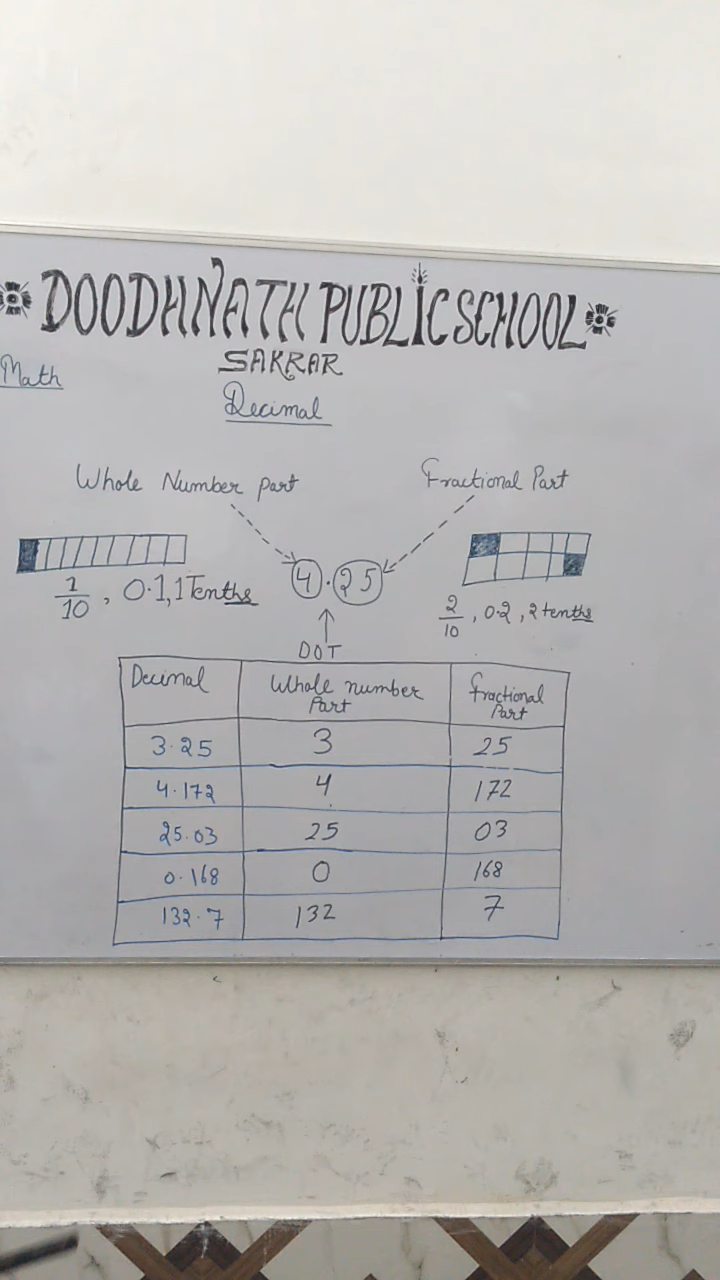 DOODHNATH PUBLIC SCHOOL
SAKRAR
Math
Decimal
Whole Number part
Fractional Part
4.25
1/10, 0.1, 1 Tenths
2/10, 0.2, 2 tenths
DOT
Decimal Whole number Part Fractional Part
3.25 3 25
4.172 4 172
25.03 25 03
0.168 0 168
132.7 132 7